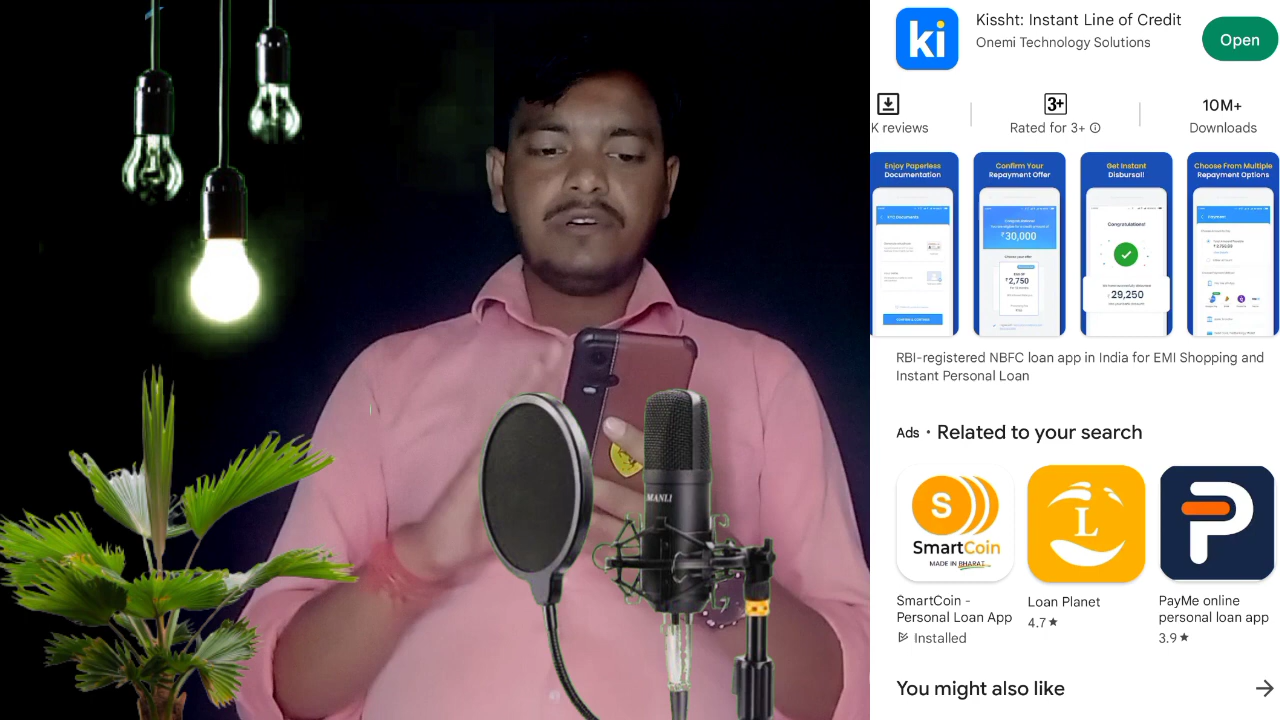 MANLI
ki
Kissht: Instant Line of Credit
Onemi Technology Solutions
Open
K reviews
3+
Rated for 3+
10M+
Downloads
Enjoy Paperless
Documentation
Confirm Your
Repayment Offer
₹30,000
₹2,750
Get Instant
Disbursal!
Congratulations!
29,250
Choose From Multiple
Repayment Options
RBI-registered NBFC loan app in India for EMI Shopping and
Instant Personal Loan
Ads • Related to your search
S
SmartCoin
MADE IN BHARAT
L
P
SmartCoin -
Personal Loan App
Installed
Loan Planet
4.7★
PayMe online
personal loan app
3.9★
You might also like